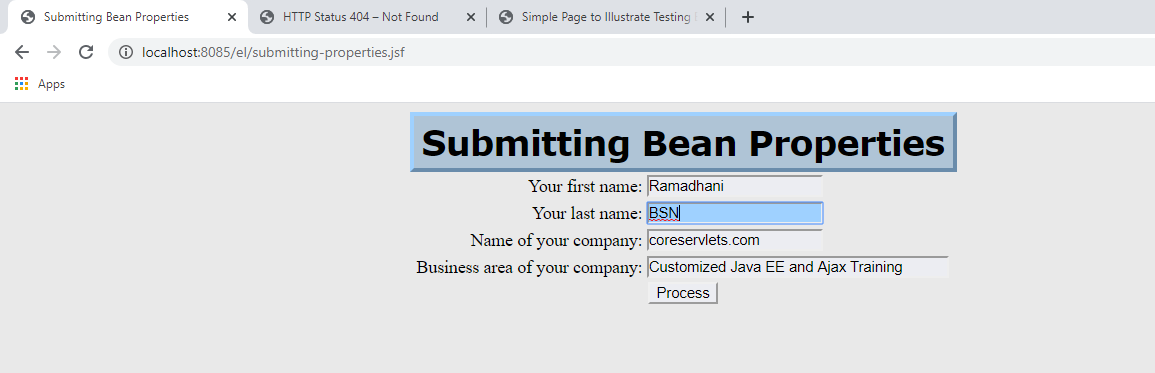 Submitting Bean Properties
HTTP Status 404 – Not Found
Simple Page to Illustrate Testing
localhost:8085/el/submitting-properties.jsf
Apps
Submitting Bean Properties
Your first name: Ramadhani
Your last name: BSN
Name of your company: coreservlets.com
Business area of your company: Customized Java EE and Ajax Training
Process